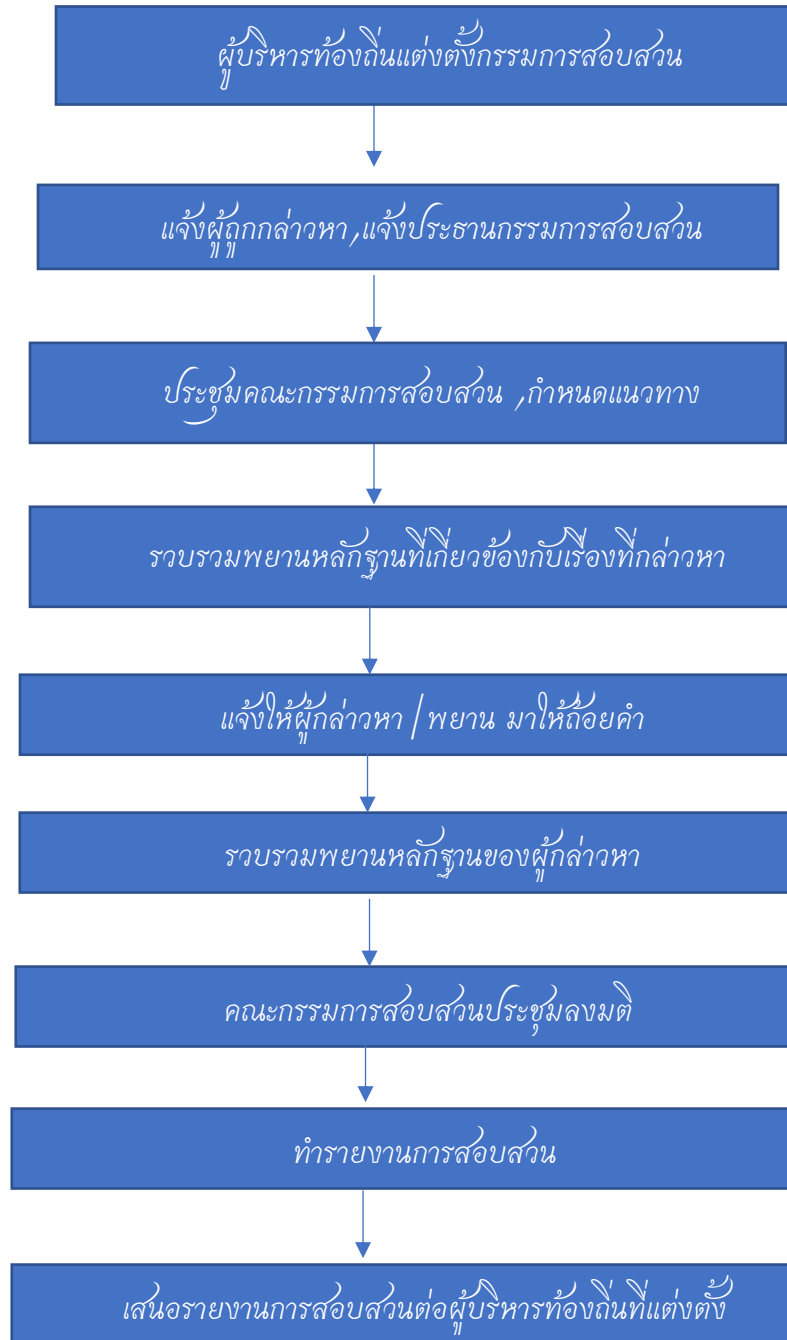 ผู้บริหารท้องถิ่นแต่งตั้งกรรมการสอบสวน
แจ้งผู้ถูกกล่าวหา,แจ้งประธานกรรมการสอบสวน
ประชุมคณะกรรมการสอบสวน ,กำหนดแนวทาง
รวบรวมพยานหลักฐานที่เกี่ยวข้องกับเรื่องที่กล่าวหา
แจ้งให้ผู้กล่าวหา/พยาน มาให้ถ้อยคำ
รวบรวมพยานหลักฐานของผู้กล่าวหา
คณะกรรมการสอบสวนประชุมลงมติ
ทำรายงานการสอบสวน
เสนอรายงานการสอบสวนต่อผู้บริหารท้องถิ่นที่แต่งตั้ง